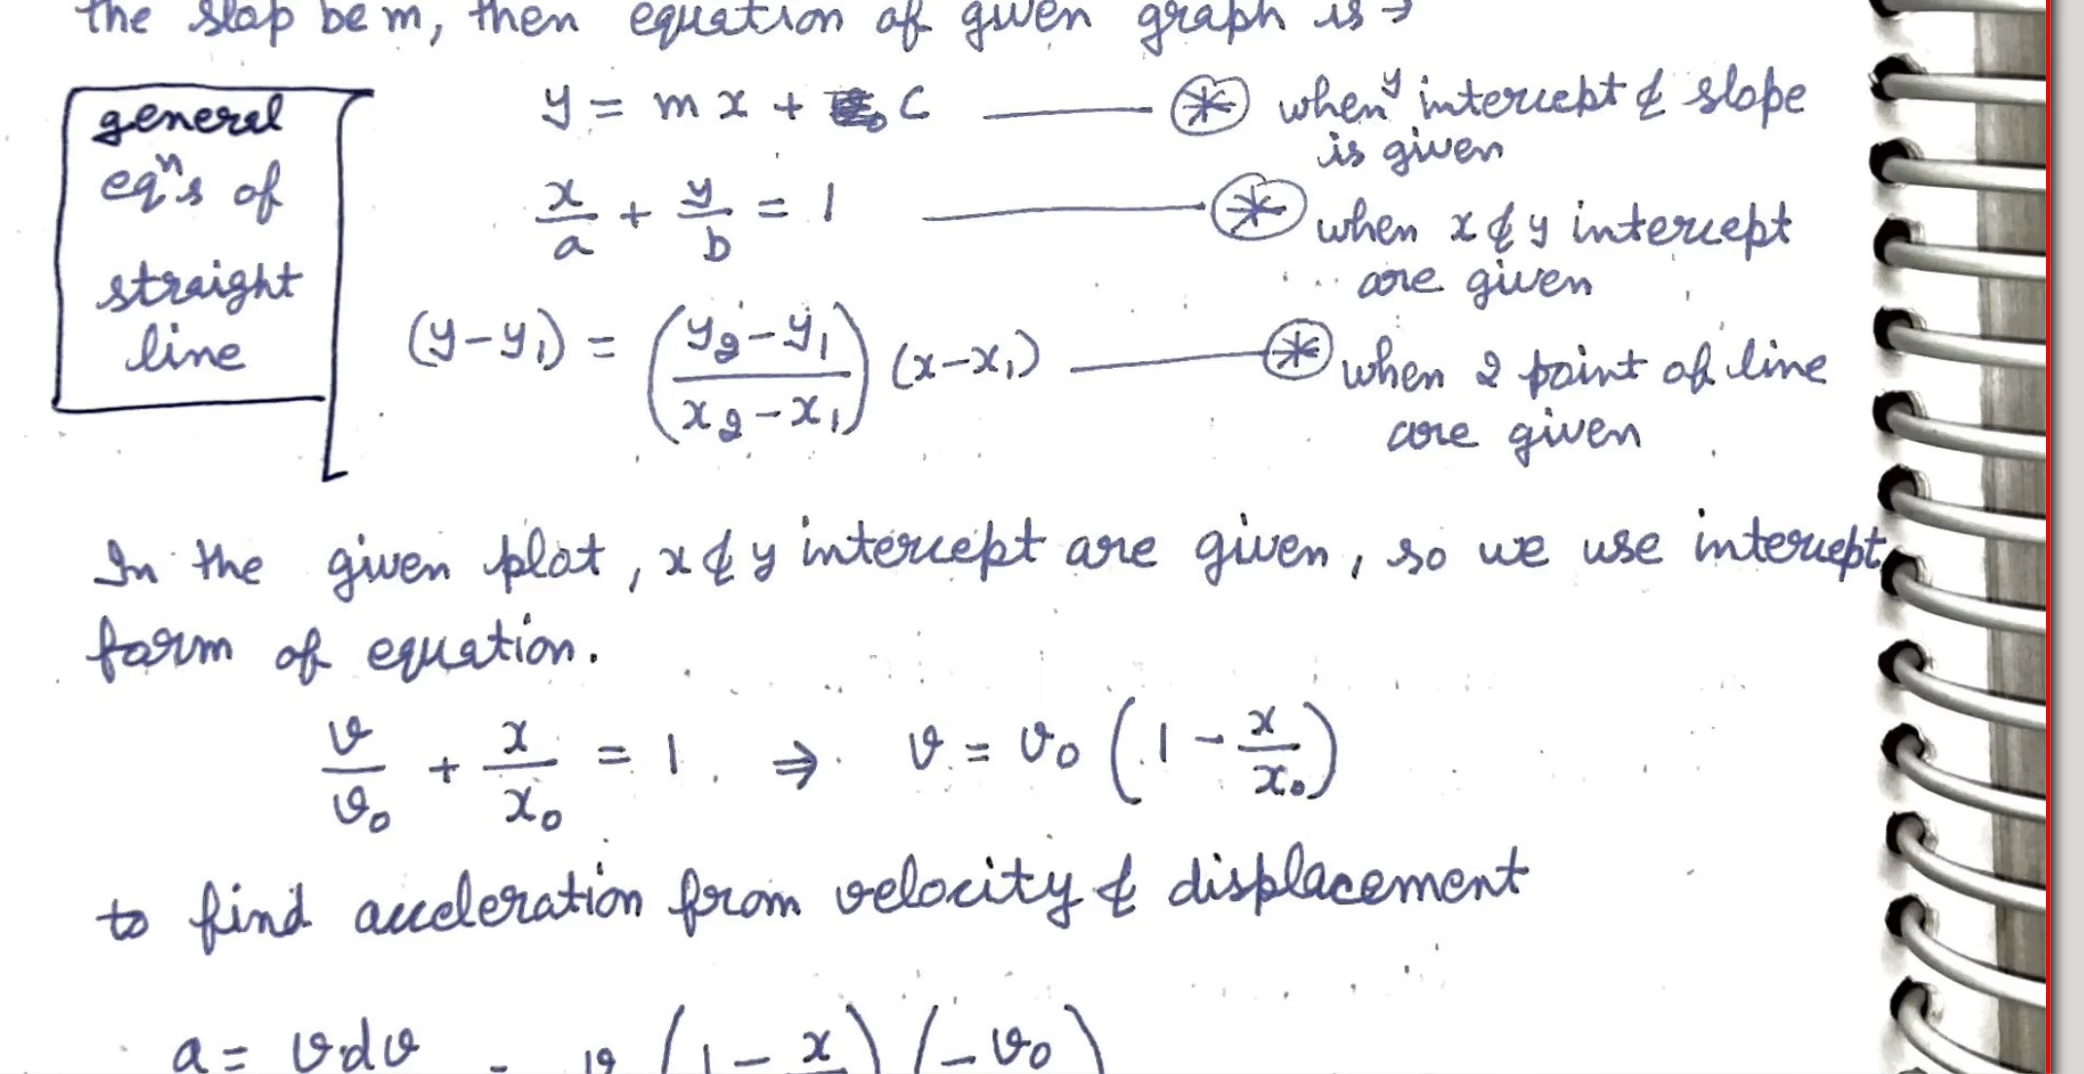 the slop be m, then equation of given graph is →
general eqⁿs of straight line
y = mx + c —— ⊛ when y intercept & slope is given
x/a + y/b = 1 —— ⊛ when x & y intercept are given
(y-y₁) = ((y₂-y₁)/(x₂-x₁)) (x-x₁) —— ⊛ when 2 point of line are given
In the given plot, x & y intercept are given, so we use intercept
form of equation.
v/v₀ + x/x₀ = 1 ⇒ v = v₀ (1 - x/x₀)
to find acceleration from velocity & displacement
a = v dv = v (1 - x) (-v₀)